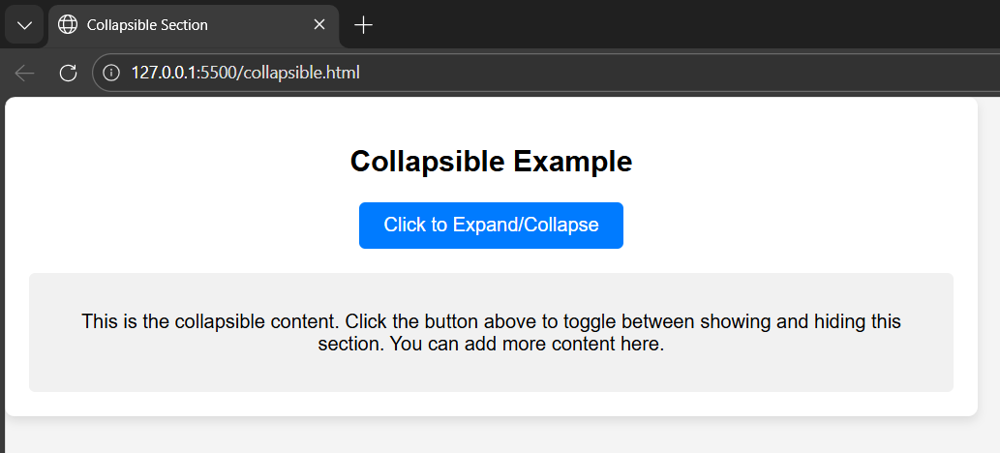 Collapsible Section
127.0.0.1:5500/collapsible.html
Collapsible Example
Click to Expand/Collapse
This is the collapsible content. Click the button above to toggle between showing and hiding this
section. You can add more content here.